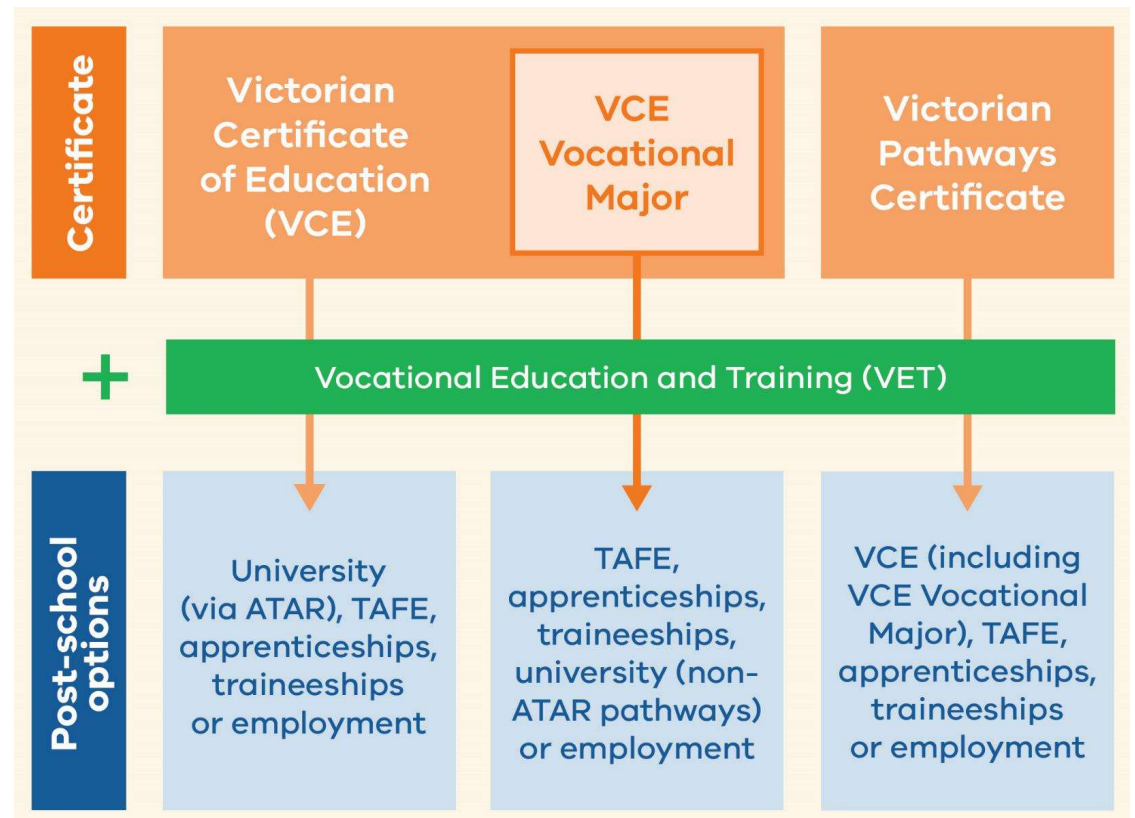 Certificate
Victorian
Certificate
of Education
(VCE)
VCE
Vocational
Major
Victorian
Pathways
Certificate
+
Vocational Education and Training (VET)
Post-school
options
University
(via ATAR), TAFE,
apprenticeships,
traineeships
or employment
TAFE,
apprenticeships,
traineeships,
university (non-
ATAR pathways)
or employment
VCE (including
VCE Vocational
Major), TAFE,
apprenticeships,
traineeships
or employment